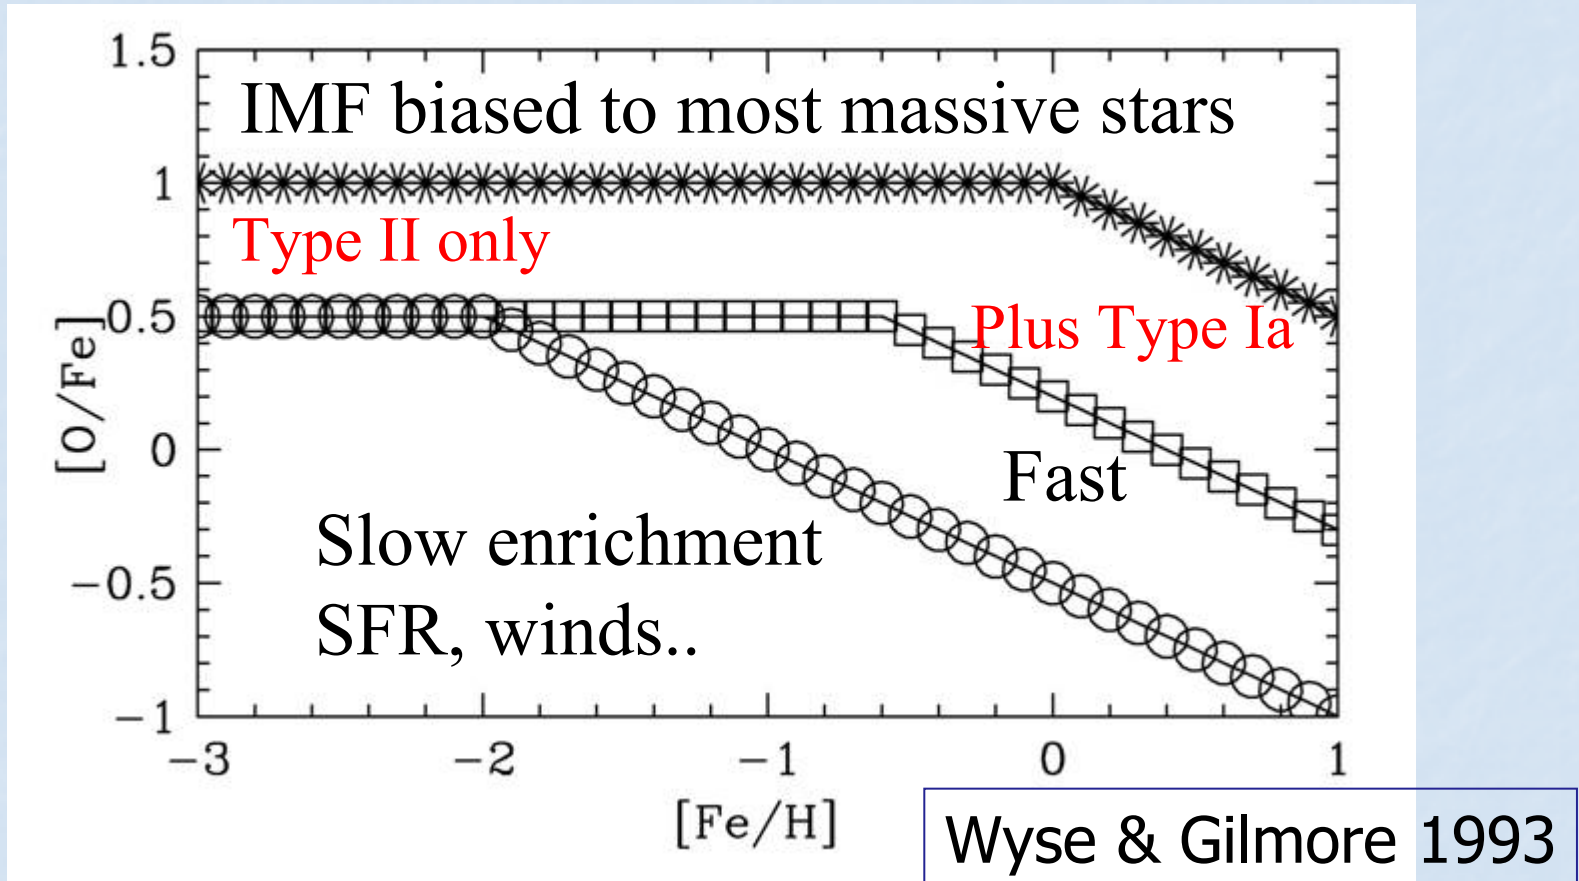 1.5
IMF biased to most massive stars
1
Type II only
0.5
Plus Type Ia
[O/Fe]
0
Fast
Slow enrichment
−0.5
SFR, winds..
−1
−3 −2 −1 0 1
[Fe/H]
Wyse & Gilmore 1993